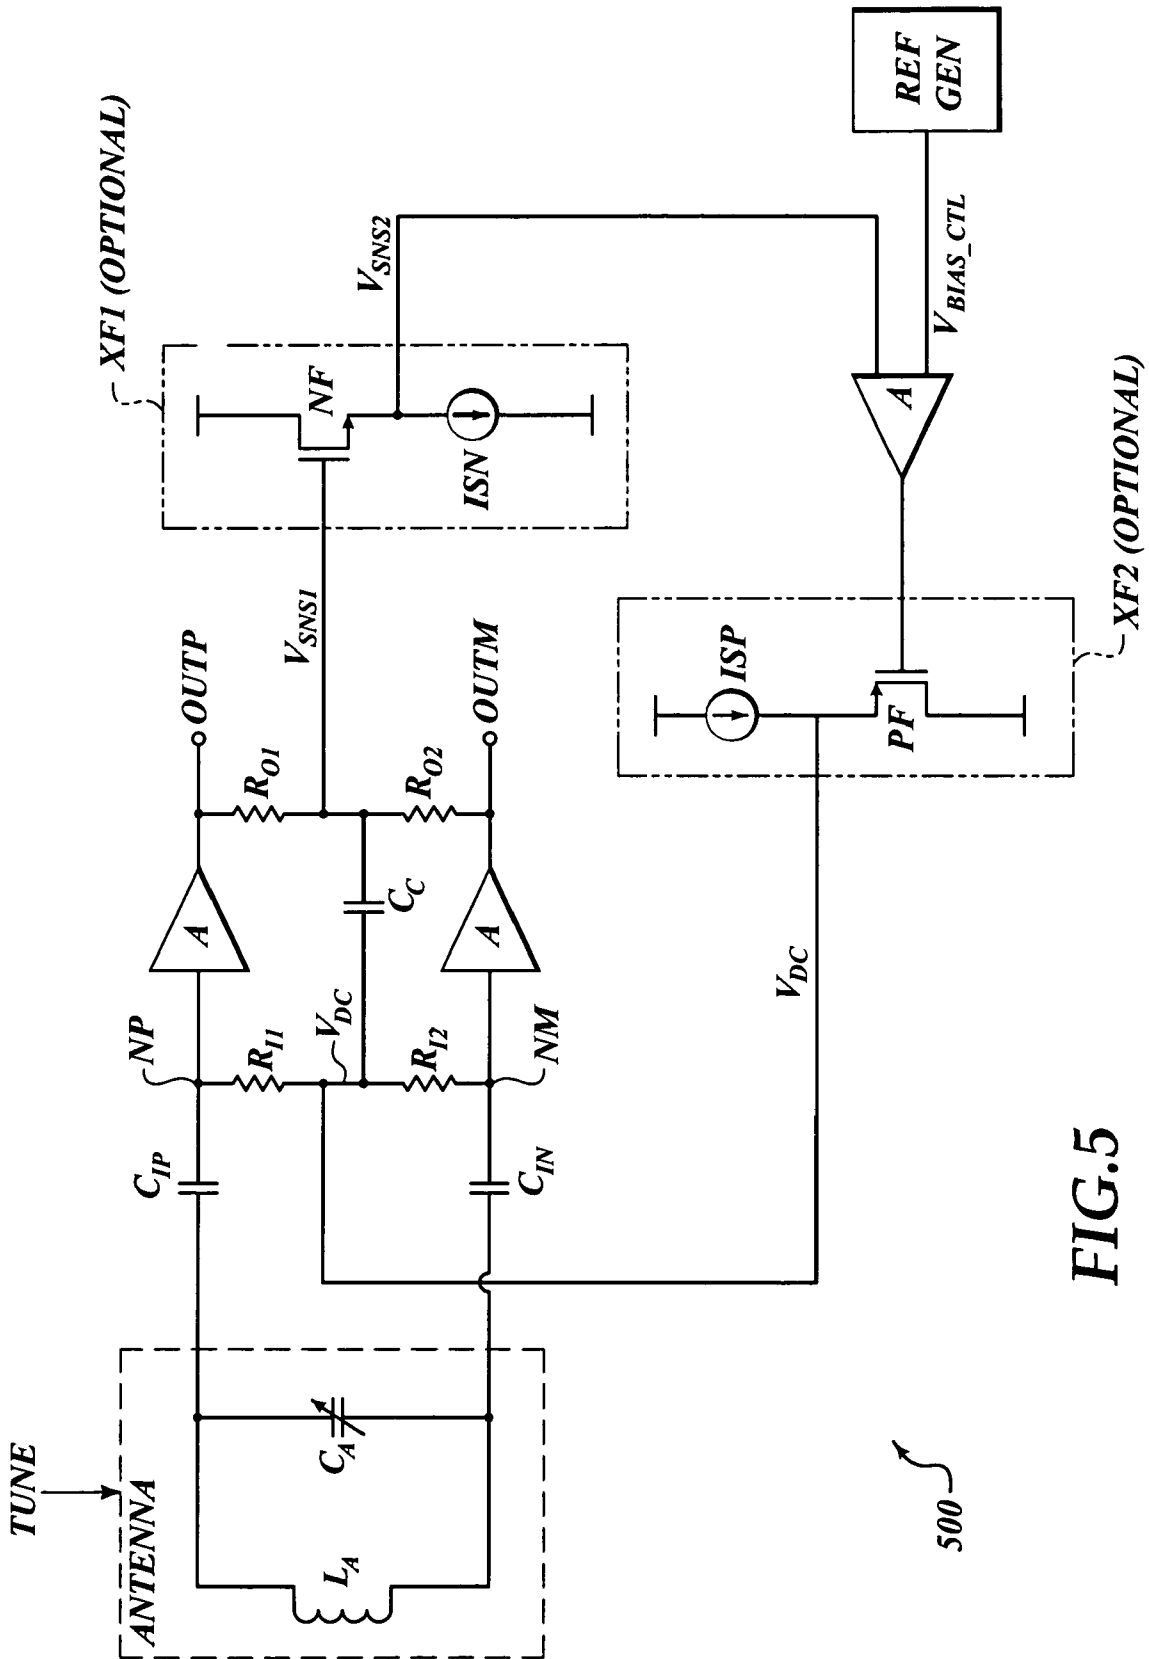 TUNE
ANTENNA
L_A
C_A
C_IP
C_IN
NP
NM
R_I1
V_DC
R_I2
A
A
C_C
R_O1
R_O2
OUTP
OUTM
V_SNS1
XF1 (OPTIONAL)
NF
ISN
V_SNS2
V_DC
ISP
PF
XF2 (OPTIONAL)
A
V_BIAS_CTL
REF
GEN
500
FIG.5